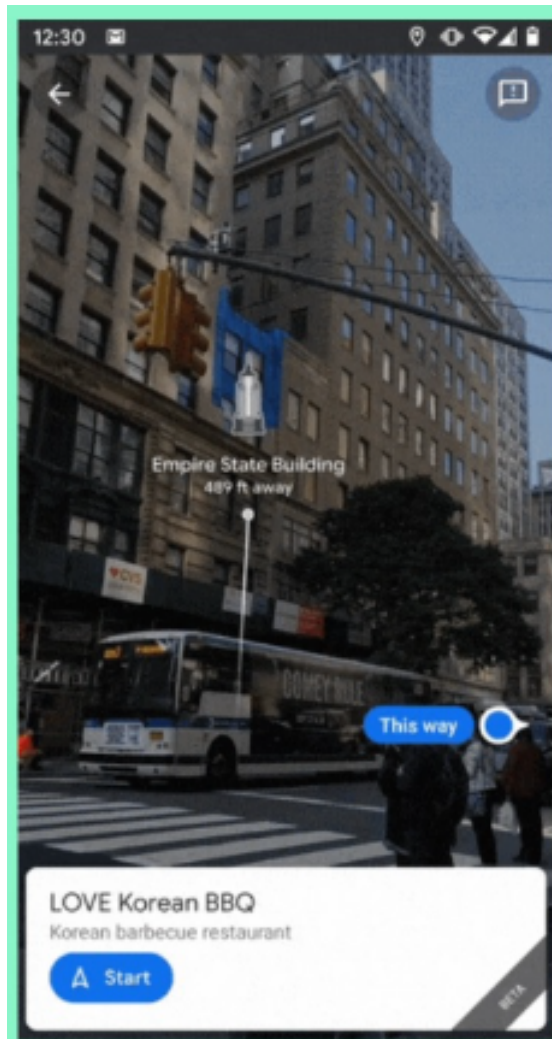 12:30
Empire State Building
489 ft away
CVS
COMEY RULE
This way
LOVE Korean BBQ
Korean barbecue restaurant
Start
BETA